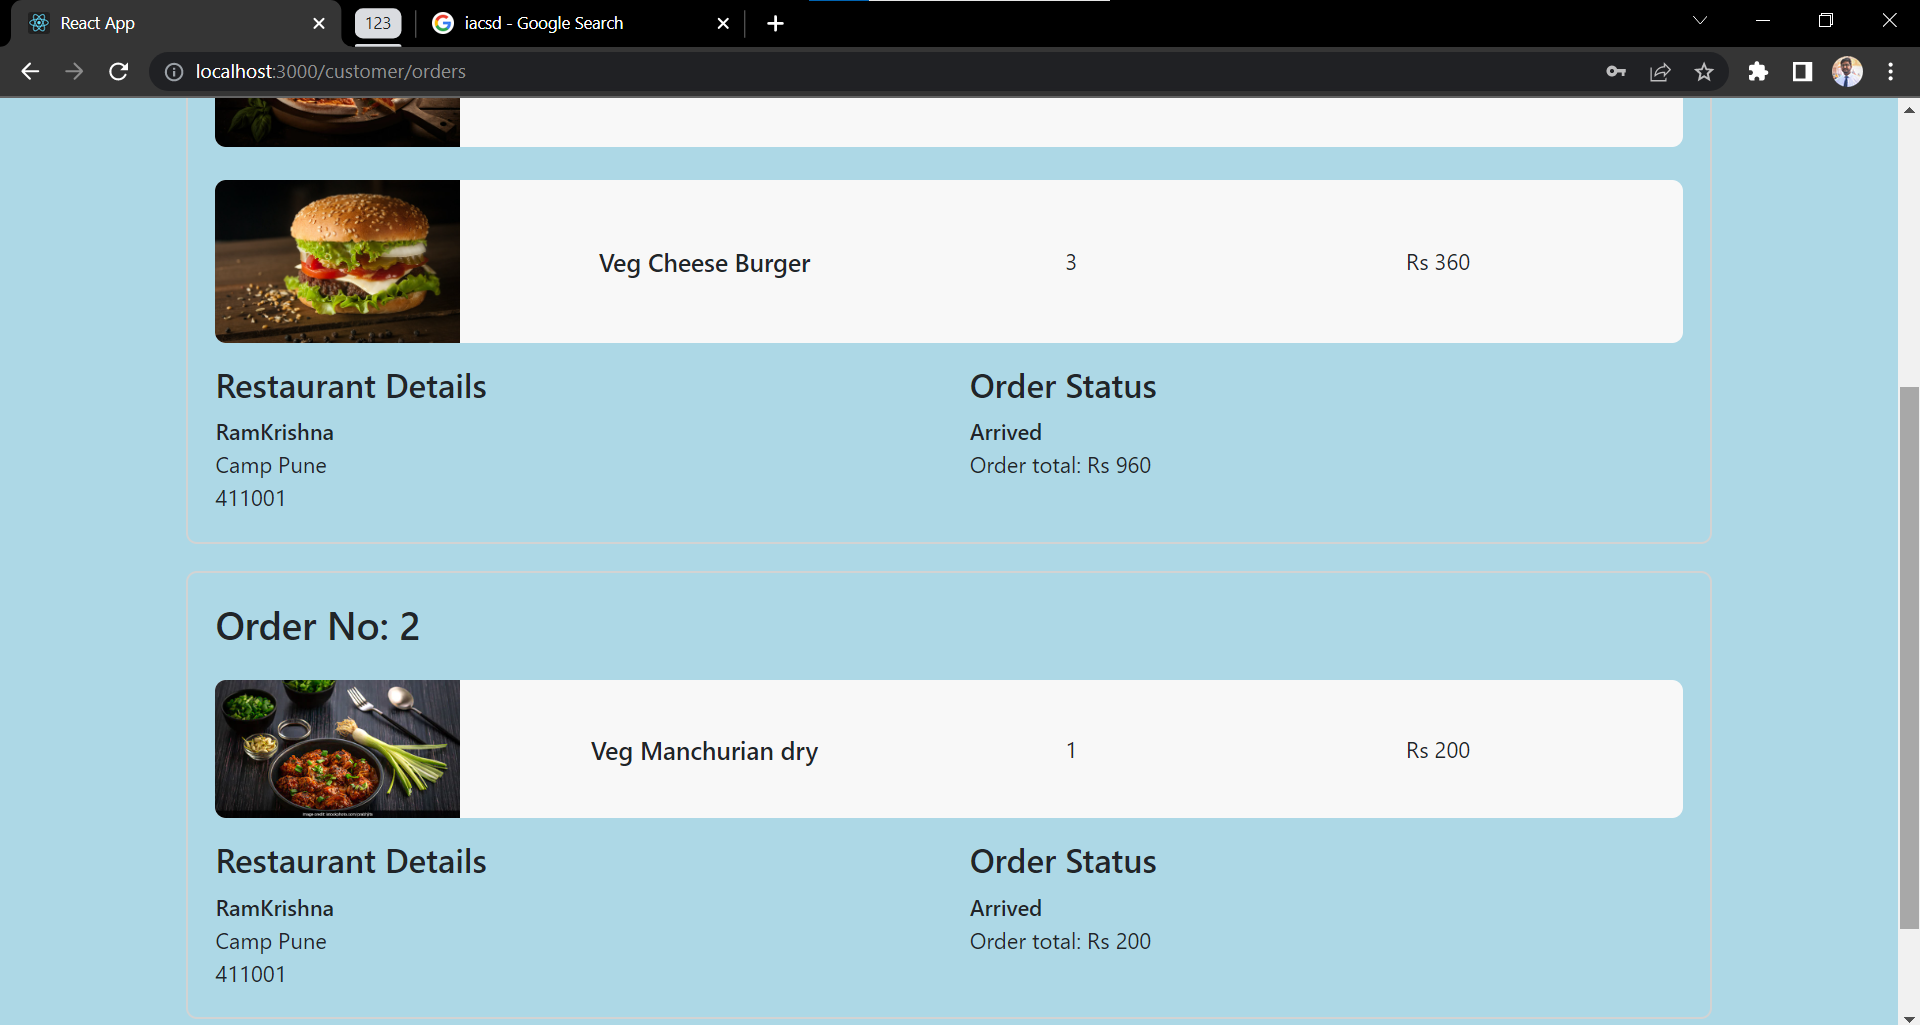 React App
123
iacsd - Google Search
localhost:3000/customer/orders
Veg Cheese Burger 3 Rs 360
Restaurant Details
RamKrishna
Camp Pune
411001
Order Status
Arrived
Order total: Rs 960
Order No: 2
Veg Manchurian dry 1 Rs 200
Restaurant Details
RamKrishna
Camp Pune
411001
Order Status
Arrived
Order total: Rs 200